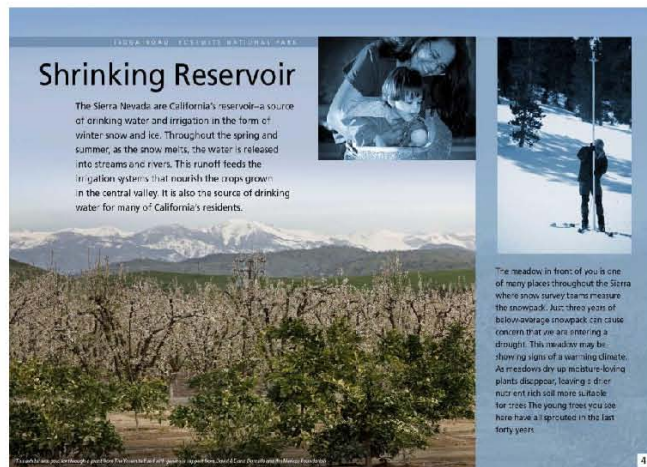 TIOGA ROAD, YOSEMITE NATIONAL PARK
Shrinking Reservoir
The Sierra Nevada are California's reservoir–a source
of drinking water and irrigation in the form of
winter snow and ice. Throughout the spring and
summer, as the snow melts, the water is released
into streams and rivers. This runoff feeds the
irrigation systems that nourish the crops grown
in the central valley. It is also the source of drinking
water for many of California's residents.
The meadow in front of you is one
of many places throughout the Sierra
where snow survey teams measure
the snowpack. Just three years of
below-average snowpack can cause
concern that we are entering a
drought. This meadow may be
showing signs of a warming climate.
As meadows dry up moisture-loving
plants disappear, leaving a drier
nutrient rich soil more suitable
for trees The young trees you see
here have all sprouted in the last
forty years
4